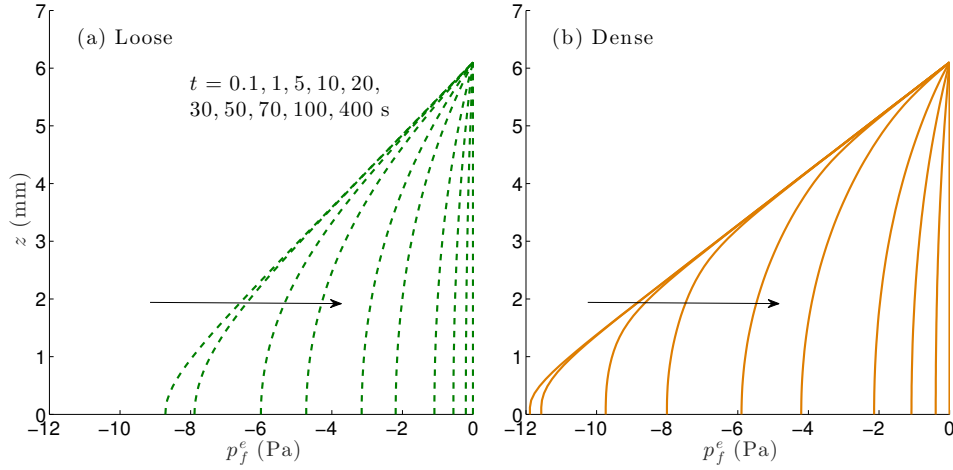 7
6
5
4
3
2
1
0
z (mm)
(a) Loose
t = 0.1, 1, 5, 10, 20,
30, 50, 70, 100, 400 s
−12 −10 −8 −6 −4 −2 0
p_f^e (Pa)
7
6
5
4
3
2
1
0
(b) Dense
−12 −10 −8 −6 −4 −2 0
p_f^e (Pa)